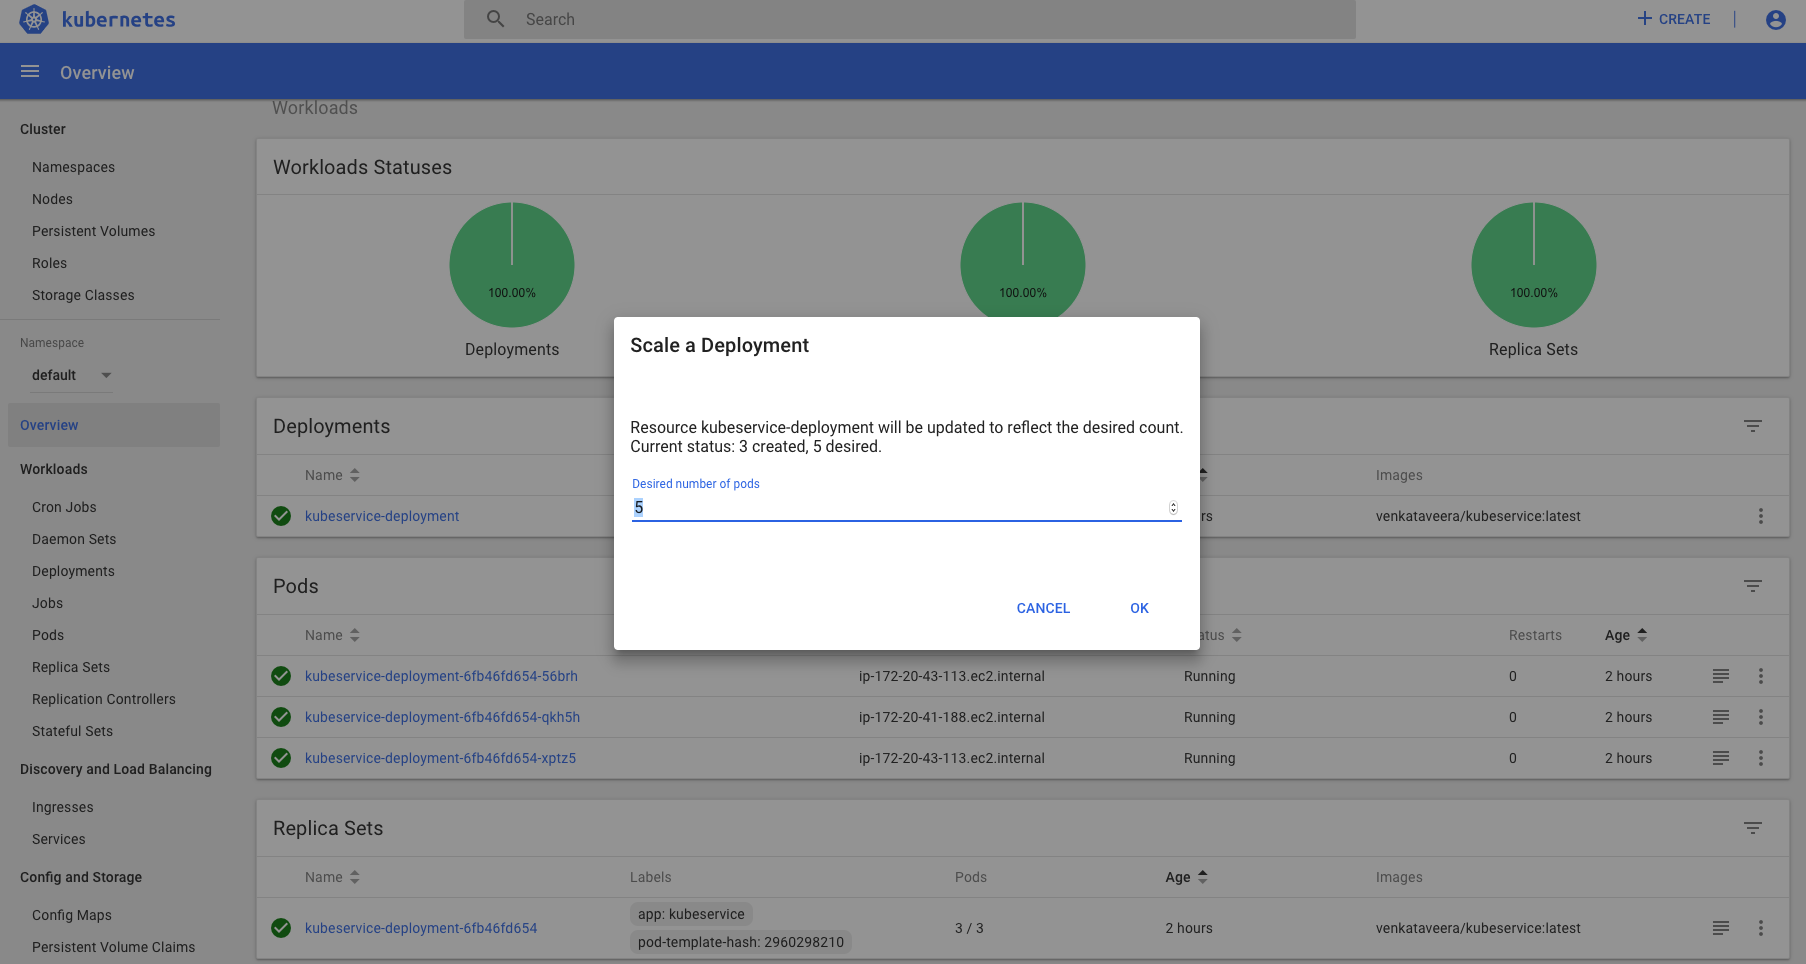 kubernetes
Search
CREATE
Overview
Workloads
Cluster
Namespaces
Nodes
Persistent Volumes
Roles
Storage Classes
Namespace
default
Overview
Workloads
Cron Jobs
Daemon Sets
Deployments
Jobs
Pods
Replica Sets
Replication Controllers
Stateful Sets
Discovery and Load Balancing
Ingresses
Services
Config and Storage
Config Maps
Persistent Volume Claims
Workloads Statuses
100.00%
100.00%
100.00%
Deployments
Replica Sets
Scale a Deployment
Resource kubeservice-deployment will be updated to reflect the desired count.
Current status: 3 created, 5 desired.
Desired number of pods
5
CANCEL OK
Deployments
Name Images
kubeservice-deployment venkataveera/kubeservice:latest
Pods
Name Restarts Age
kubeservice-deployment-6fb46fd654-56brh ip-172-20-43-113.ec2.internal Running 0 2 hours
kubeservice-deployment-6fb46fd654-qkh5h ip-172-20-41-188.ec2.internal Running 0 2 hours
kubeservice-deployment-6fb46fd654-xptz5 ip-172-20-43-113.ec2.internal Running 0 2 hours
Replica Sets
Name Labels Pods Age Images
kubeservice-deployment-6fb46fd654 app: kubeservice 3 / 3 2 hours venkataveera/kubeservice:latest
pod-template-hash: 2960298210